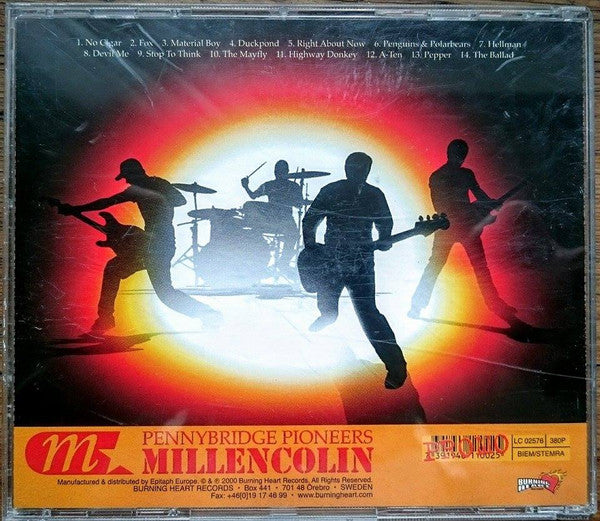 1. No Cigar 2. Fox 3. Material Boy 4. Duckpond 5. Right About Now 6. Penguins & Polarbears 7. Hellman
8. Devil Me 9. Stop To Think 10. The Mayfly 11. Highway Donkey 12. A-Ten 13. Pepper 14. The Ballad
m
PENNYBRIDGE PIONEERS
MILLENCOLIN
Manufactured & distributed by Epitaph Europe. © & ℗ 2000 Burning Heart Records. All Rights Reserved.
BURNING HEART RECORDS • Box 441 • 701 48 Örebro • SWEDEN
Fax: +46(0)19 17 46 99 • www.burningheart.com
LC 02576 380P
BIEM/STEMRA
BURNING
HEART